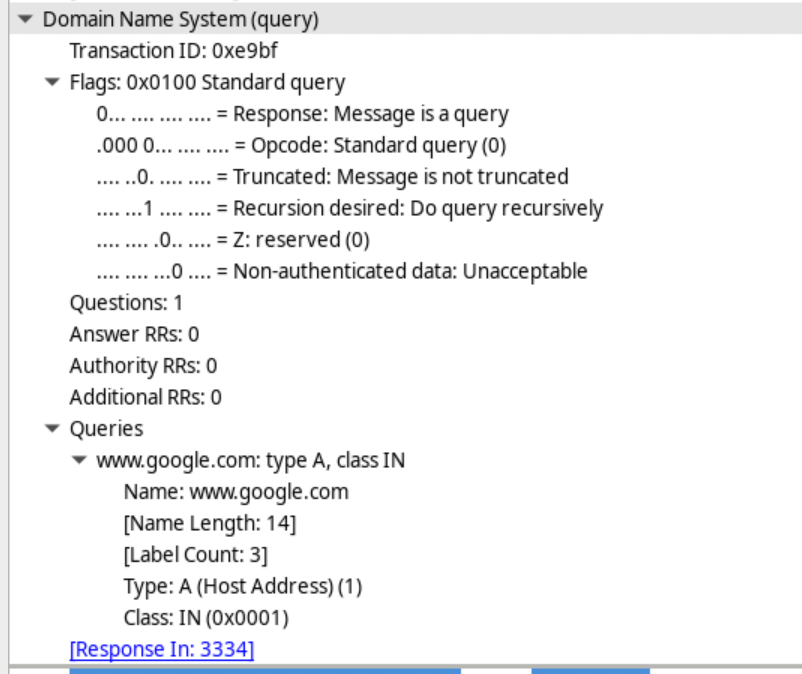 Domain Name System (query)
Transaction ID: 0xe9bf
Flags: 0x0100 Standard query
0... .... .... .... = Response: Message is a query
.000 0... .... .... = Opcode: Standard query (0)
.... ..0. .... .... = Truncated: Message is not truncated
.... ...1 .... .... = Recursion desired: Do query recursively
.... .... .0.. .... = Z: reserved (0)
.... .... ...0 .... = Non-authenticated data: Unacceptable
Questions: 1
Answer RRs: 0
Authority RRs: 0
Additional RRs: 0
Queries
www.google.com: type A, class IN
Name: www.google.com
[Name Length: 14]
[Label Count: 3]
Type: A (Host Address) (1)
Class: IN (0x0001)
[Response In: 3334]